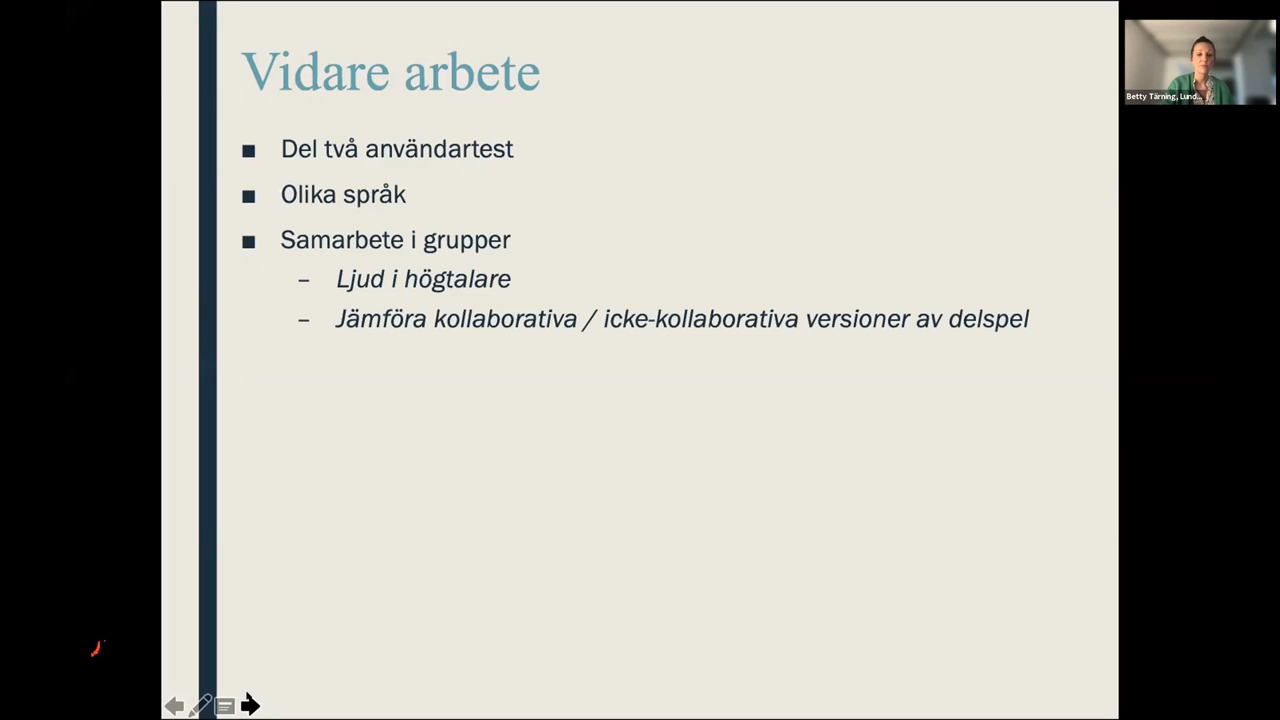 Vidare arbete
■ Del två användartest
■ Olika språk
■ Samarbete i grupper
– Ljud i högtalare
– Jämföra kollaborativa / icke-kollaborativa versioner av delspel
Betty Tärning, Lund...